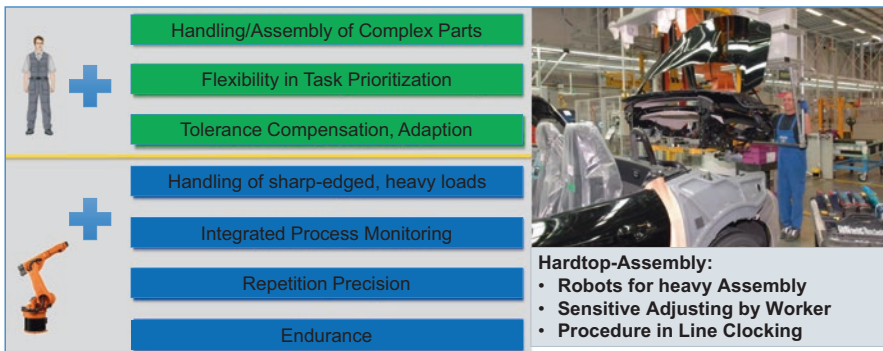 Handling/Assembly of Complex Parts
Flexibility in Task Prioritization
Tolerance Compensation, Adaption
Handling of sharp-edged, heavy loads
Integrated Process Monitoring
Repetition Precision
Endurance
Hardtop-Assembly:
• Robots for heavy Assembly
• Sensitive Adjusting by Worker
• Procedure in Line Clocking